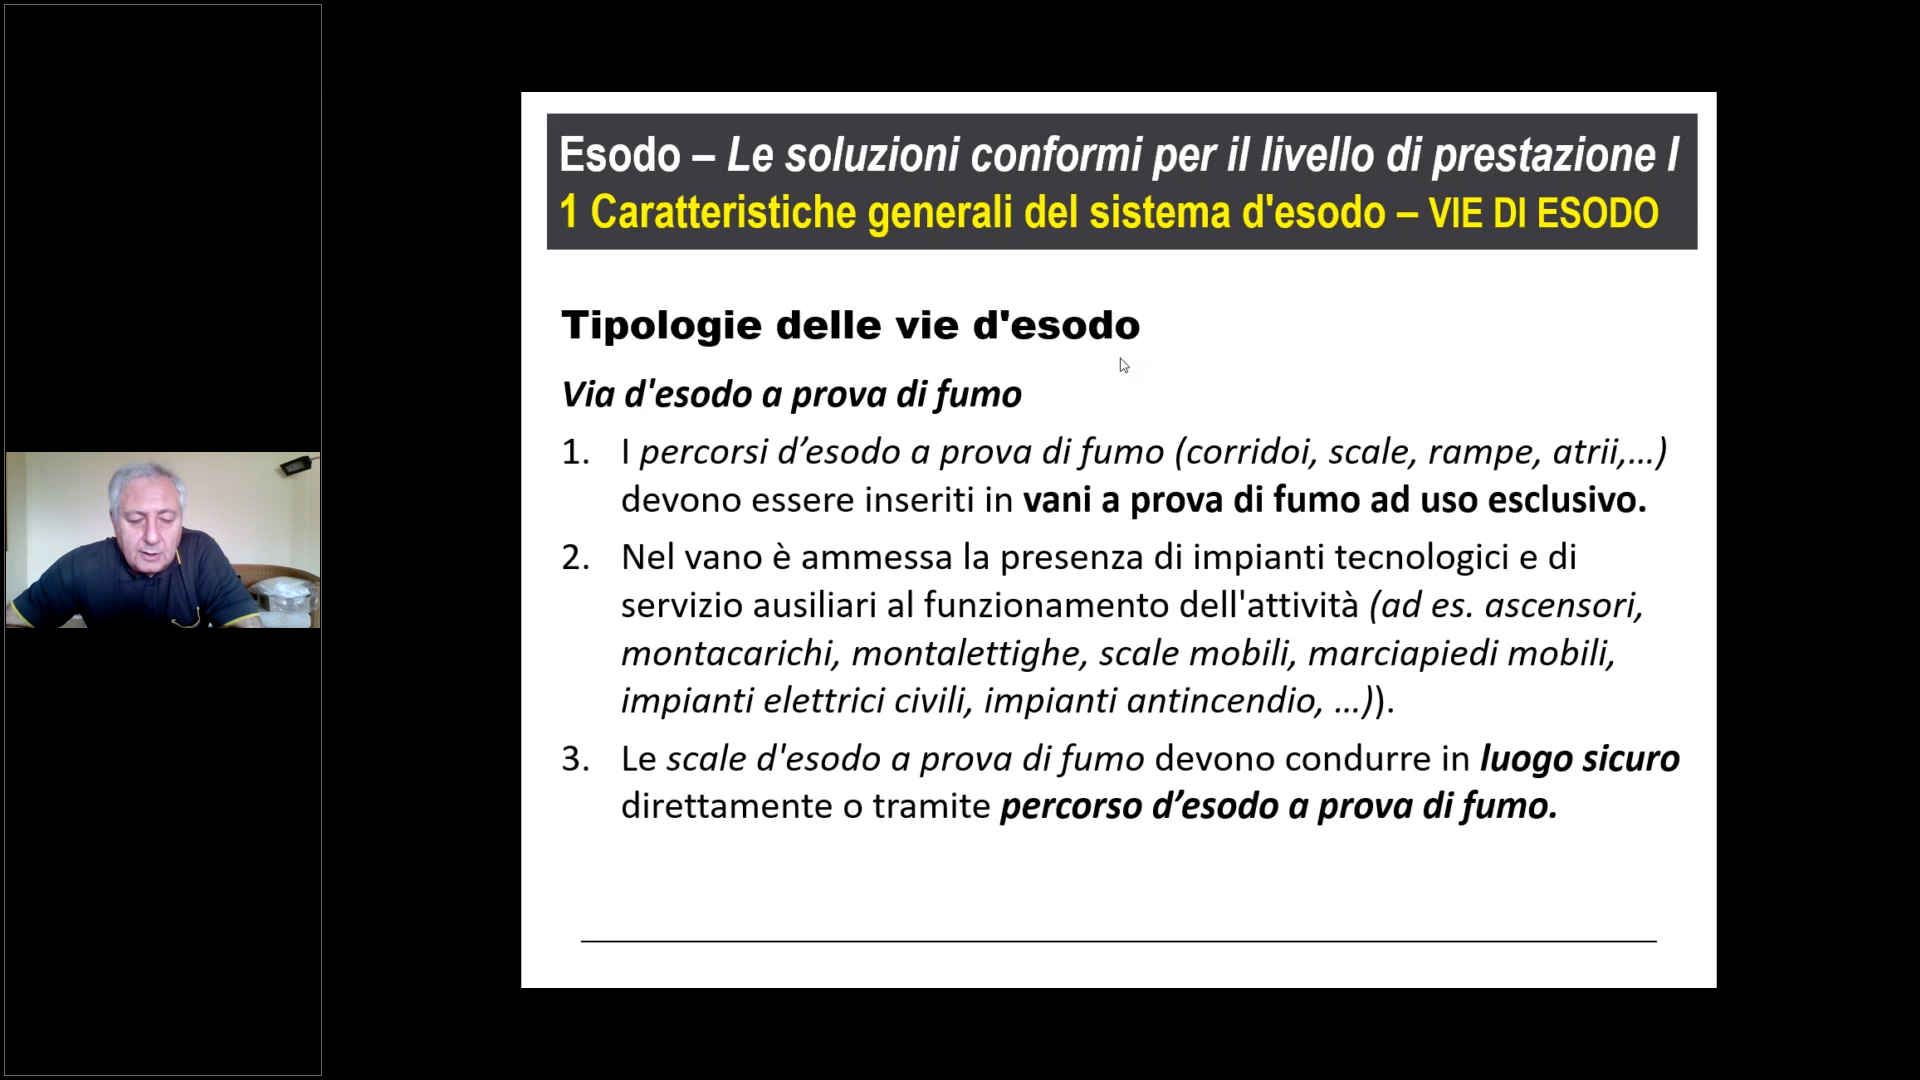 Esodo – Le soluzioni conformi per il livello di prestazione I
1 Caratteristiche generali del sistema d'esodo – VIE DI ESODO
Tipologie delle vie d'esodo
Via d'esodo a prova di fumo
1. I percorsi d’esodo a prova di fumo (corridoi, scale, rampe, atrii,…)
devono essere inseriti in vani a prova di fumo ad uso esclusivo.
2. Nel vano è ammessa la presenza di impianti tecnologici e di
servizio ausiliari al funzionamento dell'attività (ad es. ascensori,
montacarichi, montalettighe, scale mobili, marciapiedi mobili,
impianti elettrici civili, impianti antincendio, …)).
3. Le scale d'esodo a prova di fumo devono condurre in luogo sicuro
direttamente o tramite percorso d’esodo a prova di fumo.